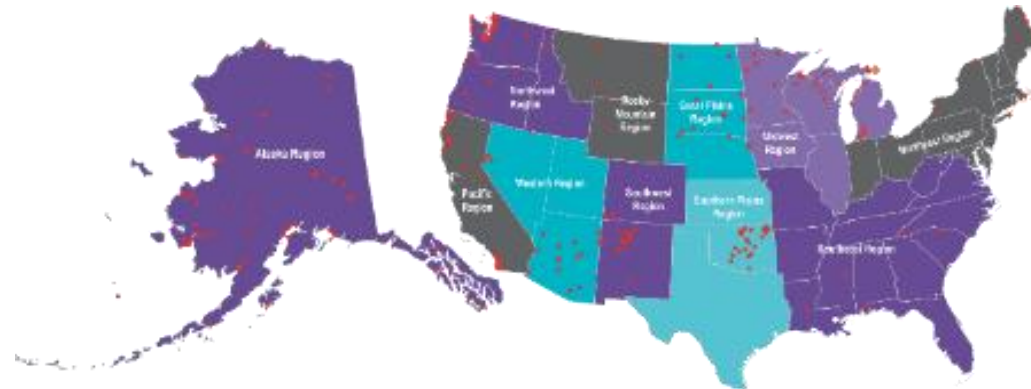 Alaska Region
Northwest
Region
Rocky
Mountain
Region
Great Plains
Region
Midwest
Region
Northeast Region
Pacific
Region
Western Region
Southwest
Region
Southern Plains
Region
Southeast Region